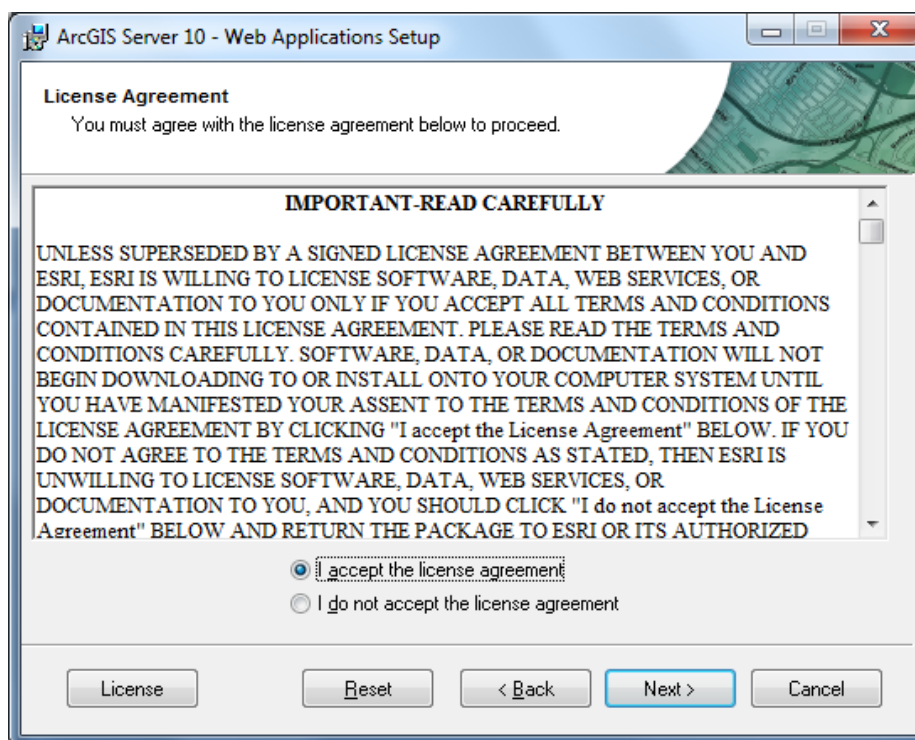 ArcGIS Server 10 - Web Applications Setup
License Agreement
You must agree with the license agreement below to proceed.
IMPORTANT-READ CAREFULLY
UNLESS SUPERSEDED BY A SIGNED LICENSE AGREEMENT BETWEEN YOU AND
ESRI, ESRI IS WILLING TO LICENSE SOFTWARE, DATA, WEB SERVICES, OR
DOCUMENTATION TO YOU ONLY IF YOU ACCEPT ALL TERMS AND CONDITIONS
CONTAINED IN THIS LICENSE AGREEMENT. PLEASE READ THE TERMS AND
CONDITIONS CAREFULLY. SOFTWARE, DATA, OR DOCUMENTATION WILL NOT
BEGIN DOWNLOADING TO OR INSTALL ONTO YOUR COMPUTER SYSTEM UNTIL
YOU HAVE MANIFESTED YOUR ASSENT TO THE TERMS AND CONDITIONS OF THE
LICENSE AGREEMENT BY CLICKING "I accept the License Agreement" BELOW. IF YOU
DO NOT AGREE TO THE TERMS AND CONDITIONS AS STATED, THEN ESRI IS
UNWILLING TO LICENSE SOFTWARE, DATA, WEB SERVICES, OR
DOCUMENTATION TO YOU, AND YOU SHOULD CLICK "I do not accept the License
Agreement" BELOW AND RETURN THE PACKAGE TO ESRI OR ITS AUTHORIZED
I accept the license agreement
I do not accept the license agreement
License Reset < Back Next > Cancel